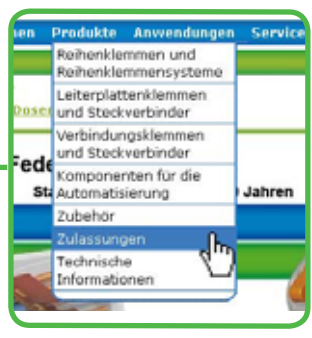 en Produkte Anwendungen Service
Reihenklemmen und
Reihenklemmensysteme
Leiterplattenklemmen
und Steckverbinder
Dosen
Verbindungsklemmen
und Steckverbinder
Fede
Komponenten für die
Sta Automatisierung Jahren
Zubehör
Zulassungen
Technische
Informationen